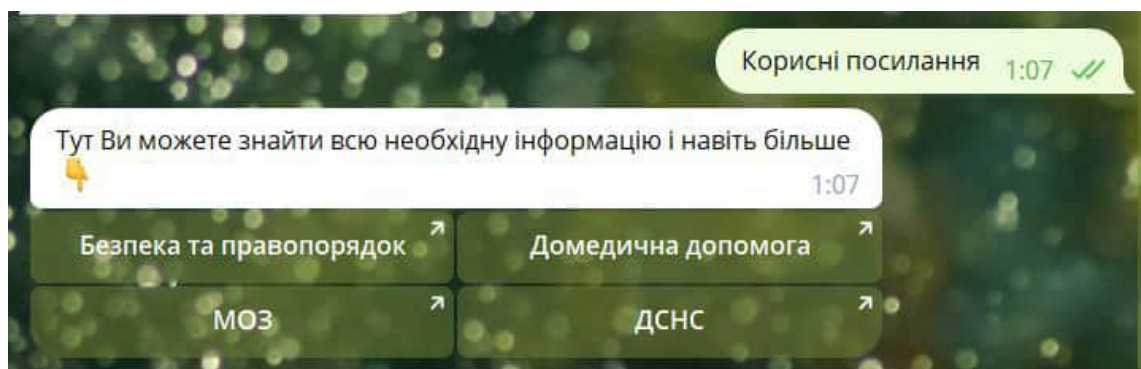 Корисні посилання 1:07
Тут Ви можете знайти всю необхідну інформацію і навіть більше
👇 1:07
Безпека та правопорядок Домедична допомога
МОЗ ДСНС